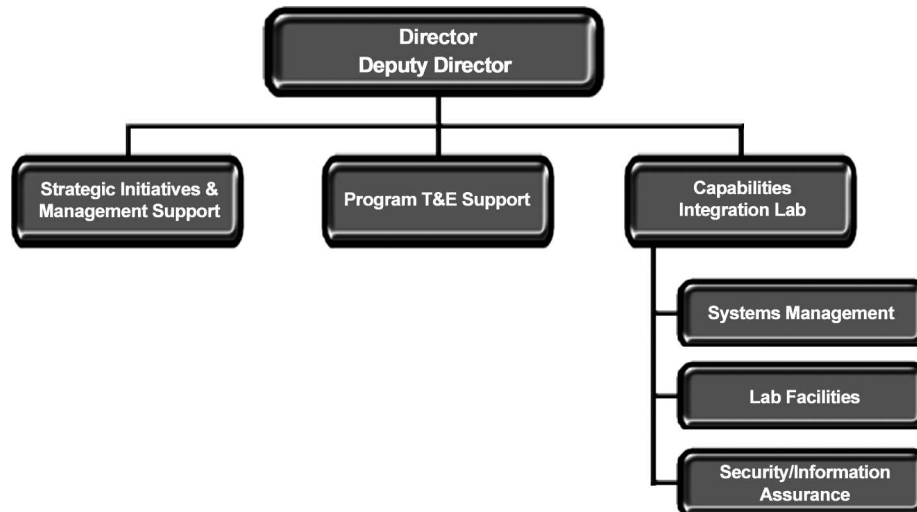 Director
Deputy Director
Strategic Initiatives &
Management Support
Program T&E Support
Capabilities
Integration Lab
Systems Management
Lab Facilities
Security/Information
Assurance